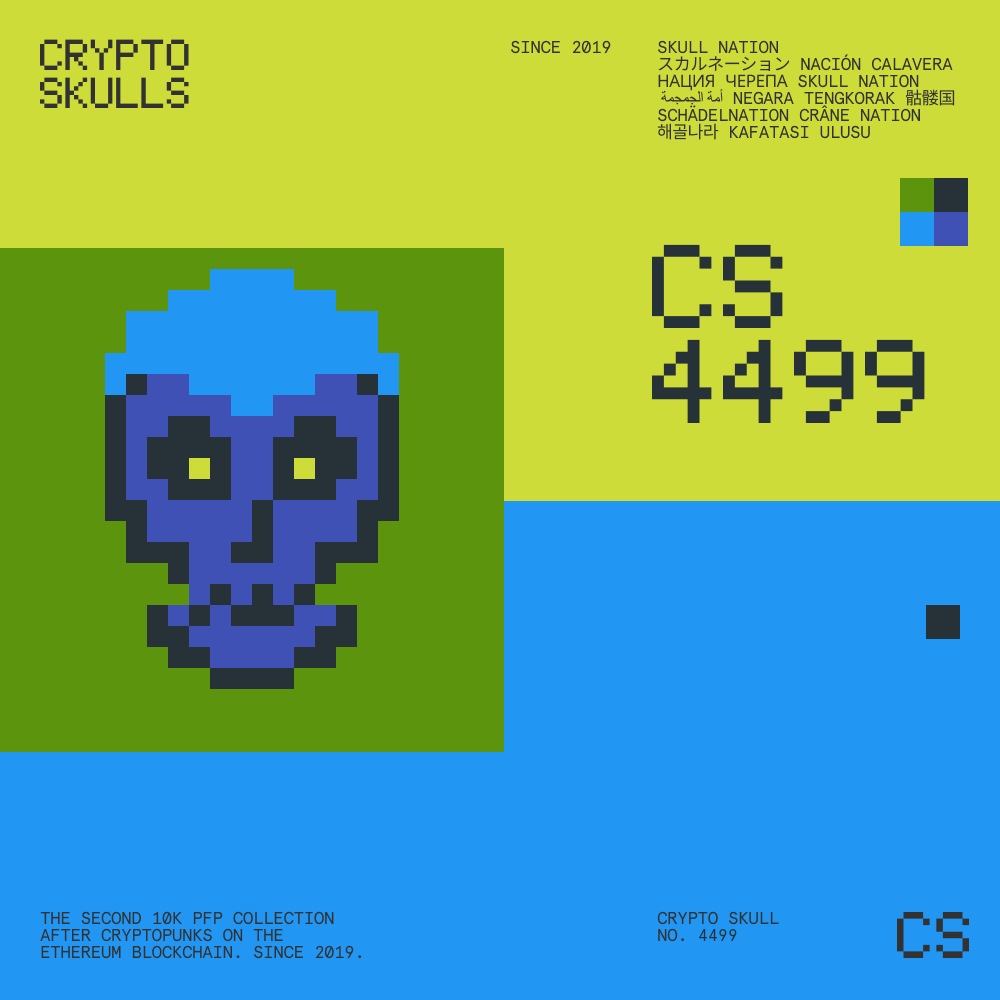 CRYPTO
SKULLS
SINCE 2019
SKULL NATION
スカルネーション NACIÓN CALAVERA
НАЦИЯ ЧЕРЕПА SKULL NATION
أمة الجمجمة NEGARA TENGKORAK 骷髅国
SCHÄDELNATION CRÂNE NATION
해골나라 KAFATASI ULUSU
CS
4499
THE SECOND 10K PFP COLLECTION
AFTER CRYPTOPUNKS ON THE
ETHEREUM BLOCKCHAIN. SINCE 2019.
CRYPTO SKULL
NO. 4499
CS